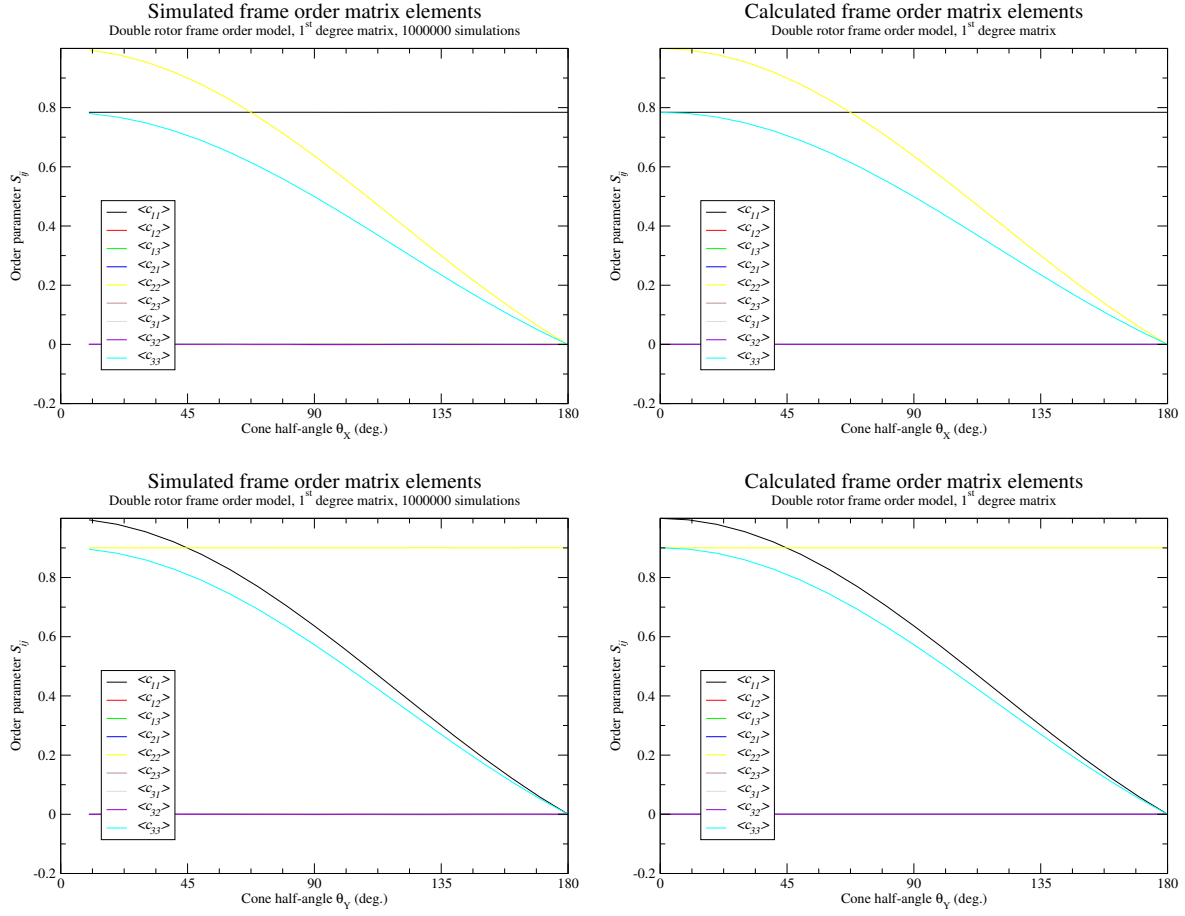 Simulated frame order matrix elements
Double rotor frame order model, 1st degree matrix, 1000000 simulations
Order parameter Sij
0.8
0.6
0.4
0.2
0
-0.2
<c11>
<c12>
<c13>
<c21>
<c22>
<c23>
<c31>
<c32>
<c33>
0 45 90 135 180
Cone half-angle θX (deg.)
Calculated frame order matrix elements
Double rotor frame order model, 1st degree matrix
Order parameter Sij
0.8
0.6
0.4
0.2
0
-0.2
<c11>
<c12>
<c13>
<c21>
<c22>
<c23>
<c31>
<c32>
<c33>
0 45 90 135 180
Cone half-angle θX (deg.)
Simulated frame order matrix elements
Double rotor frame order model, 1st degree matrix, 1000000 simulations
Order parameter Sij
0.8
0.6
0.4
0.2
0
-0.2
<c11>
<c12>
<c13>
<c21>
<c22>
<c23>
<c31>
<c32>
<c33>
0 45 90 135 180
Cone half-angle θY (deg.)
Calculated frame order matrix elements
Double rotor frame order model, 1st degree matrix
Order parameter Sij
0.8
0.6
0.4
0.2
0
-0.2
<c11>
<c12>
<c13>
<c21>
<c22>
<c23>
<c31>
<c32>
<c33>
0 45 90 135 180
Cone half-angle θY (deg.)